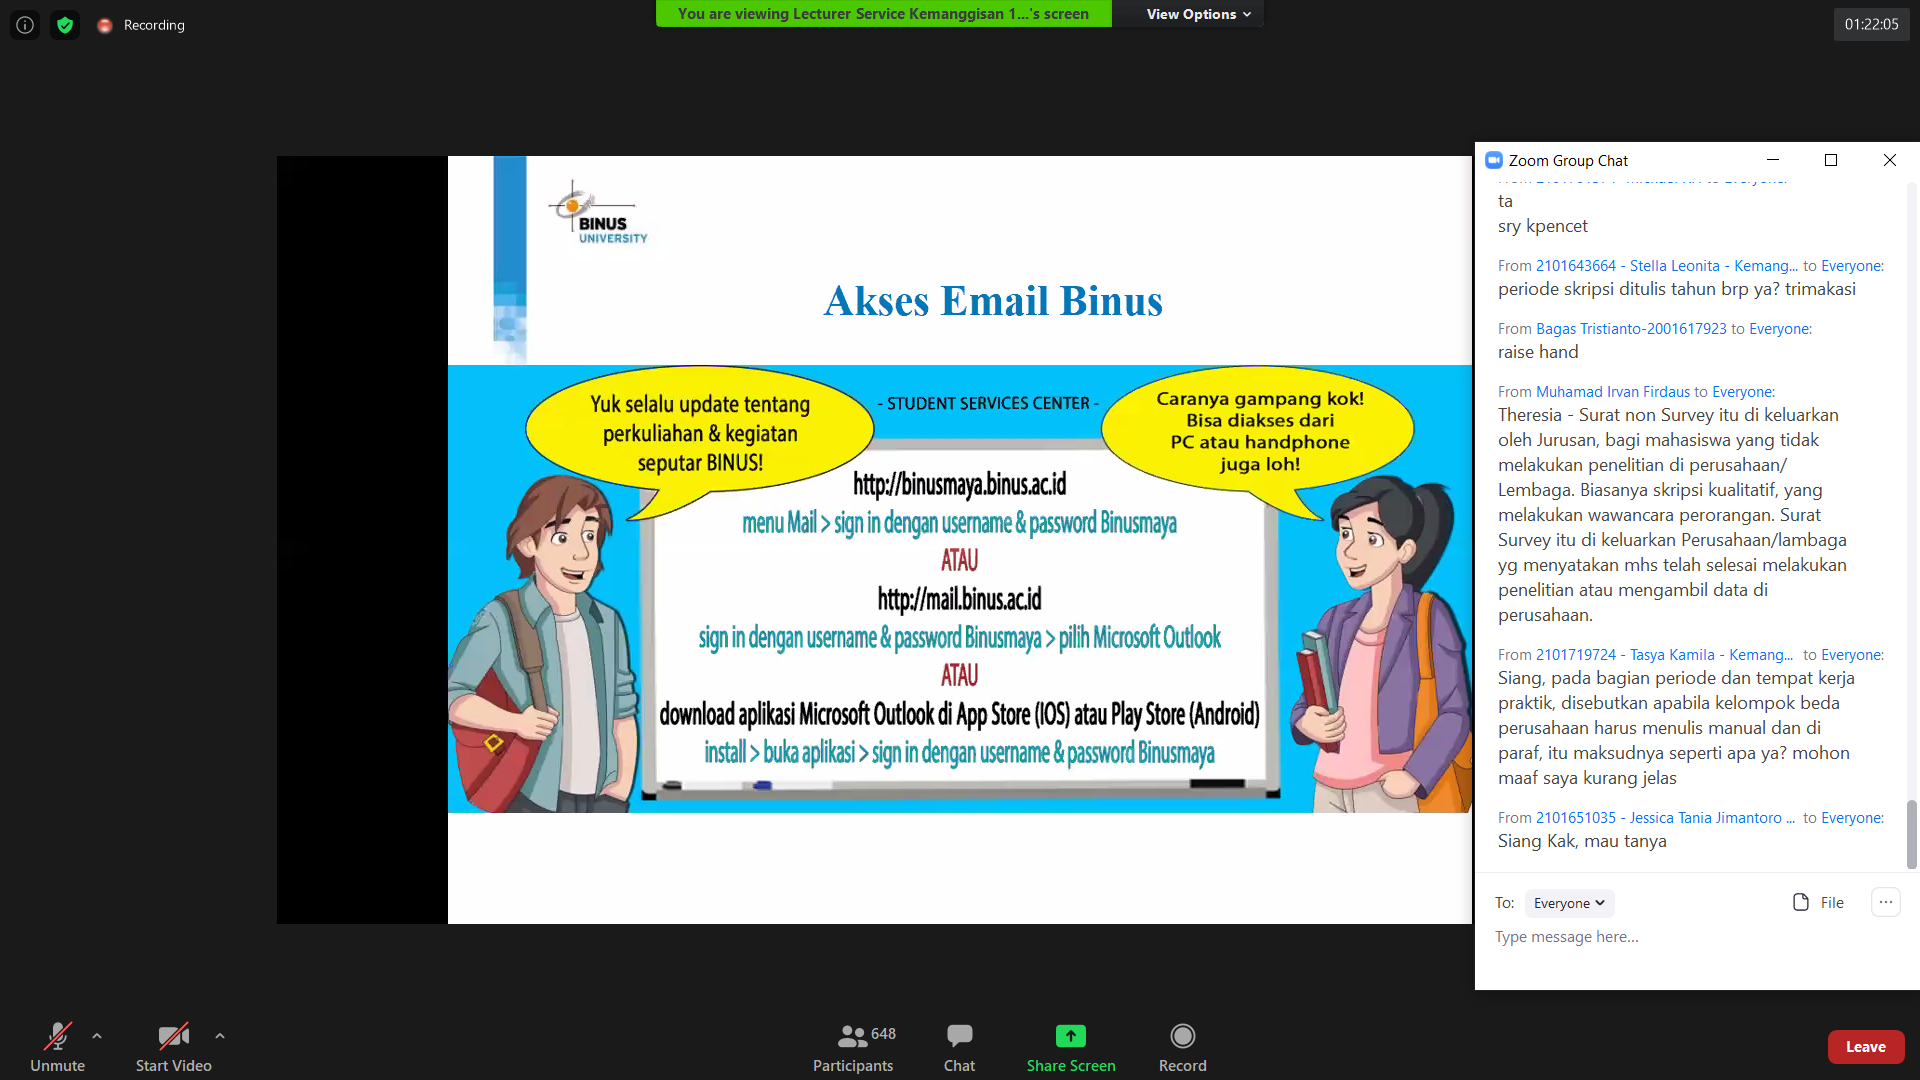 Recording
You are viewing Lecturer Service Kemanggisan 1...'s screen
View Options
01:22:05
BINUS
UNIVERSITY
Akses Email Binus
Yuk selalu update tentang
perkuliahan & kegiatan
seputar BINUS!
- STUDENT SERVICES CENTER -
Caranya gampang kok!
Bisa diakses dari
PC atau handphone
juga loh!
http://binusmaya.binus.ac.id
menu Mail > sign in dengan username & password Binusmaya
ATAU
http://mail.binus.ac.id
sign in dengan username & password Binusmaya > pilih Microsoft Outlook
ATAU
download aplikasi Microsoft Outlook di App Store (IOS) atau Play Store (Android)
install > buka aplikasi > sign in dengan username & password Binusmaya
Zoom Group Chat
ta
sry kpencet
From 2101643664 - Stella Leonita - Kemang... to Everyone:
periode skripsi ditulis tahun brp ya? trimakasi
From Bagas Tristianto-2001617923 to Everyone:
raise hand
From Muhamad Irvan Firdaus to Everyone:
Theresia - Surat non Survey itu di keluarkan
oleh Jurusan, bagi mahasiswa yang tidak
melakukan penelitian di perusahaan/
Lembaga. Biasanya skripsi kualitatif, yang
melakukan wawancara perorangan. Surat
Survey itu di keluarkan Perusahaan/lambaga
yg menyatakan mhs telah selesai melakukan
penelitian atau mengambil data di
perusahaan.
From 2101719724 - Tasya Kamila - Kemang... to Everyone:
Siang, pada bagian periode dan tempat kerja
praktik, disebutkan apabila kelompok beda
perusahaan harus menulis manual dan di
paraf, itu maksudnya seperti apa ya? mohon
maaf saya kurang jelas
From 2101651035 - Jessica Tania Jimantoro ... to Everyone:
Siang Kak, mau tanya
To: Everyone
File
...
Type message here...
Unmute
Start Video
648
Participants
Chat
Share Screen
Record
Leave